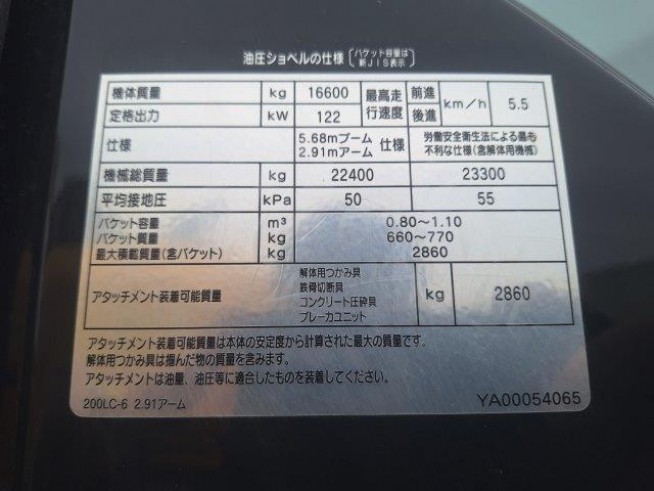 油圧ショベルの仕様(バケット容量は新JIS表示)
機体質量 kg 16600 最高走行速度 前進 後進 km/h 5.5
定格出力 kW 122
仕様 5.68mブーム 2.91mアーム 仕様 労働安全衛生法による最も不利な仕様(含解体用機械)
機械総質量 kg 22400 23300
平均接地圧 kPa 50 55
バケット容量 m³ 0.80～1.10
バケット質量 kg 660～770
最大積載質量(含バケット) kg 2860
アタッチメント装着可能質量 解体用つかみ具 鉄骨切断具 コンクリート圧砕具 ブレーカユニット kg 2860
アタッチメント装着可能質量は本体の安定度から計算された最大の質量です。
解体用つかみ具は掴んだ物の質量を含みます。
アタッチメントは油量、油圧等に適合したものを装着してください。
200LC-6 2.91アーム YA00054065